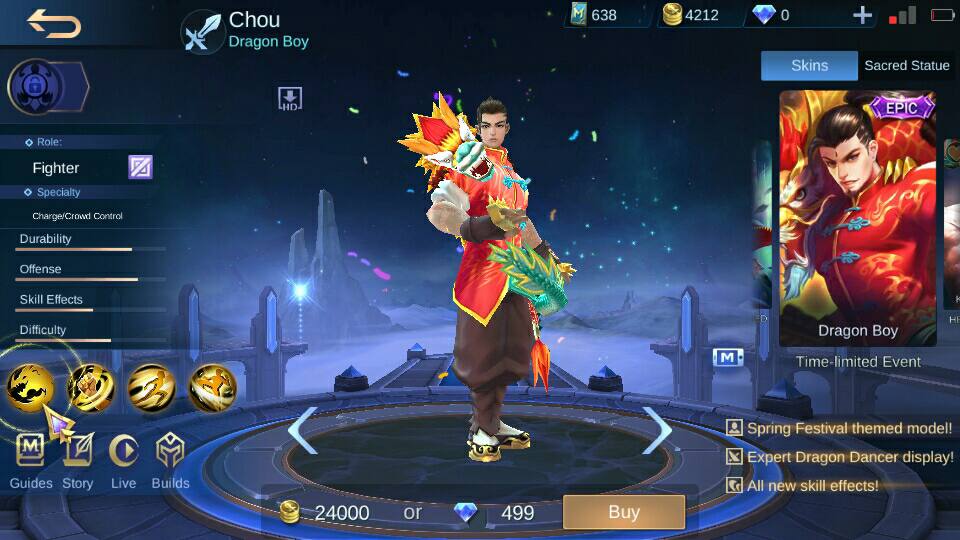 Chou
Dragon Boy
638
4212
0
HD
Skins
Sacred Statue
Role:
Fighter
Specialty
Charge/Crowd Control
Durability
Offense
Skill Effects
Difficulty
EPIC
Dragon Boy
Time-limited Event
M
Spring Festival themed model!
Expert Dragon Dancer display!
All new skill effects!
Guides
Story
Live
Builds
24000
or
499
Buy